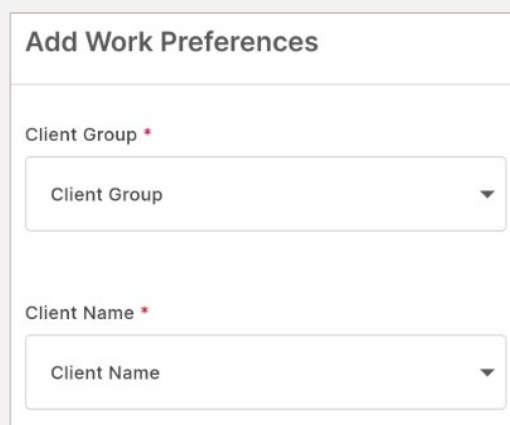 Add Work Preferences
Client Group *
Client Group
Client Name *
Client Name